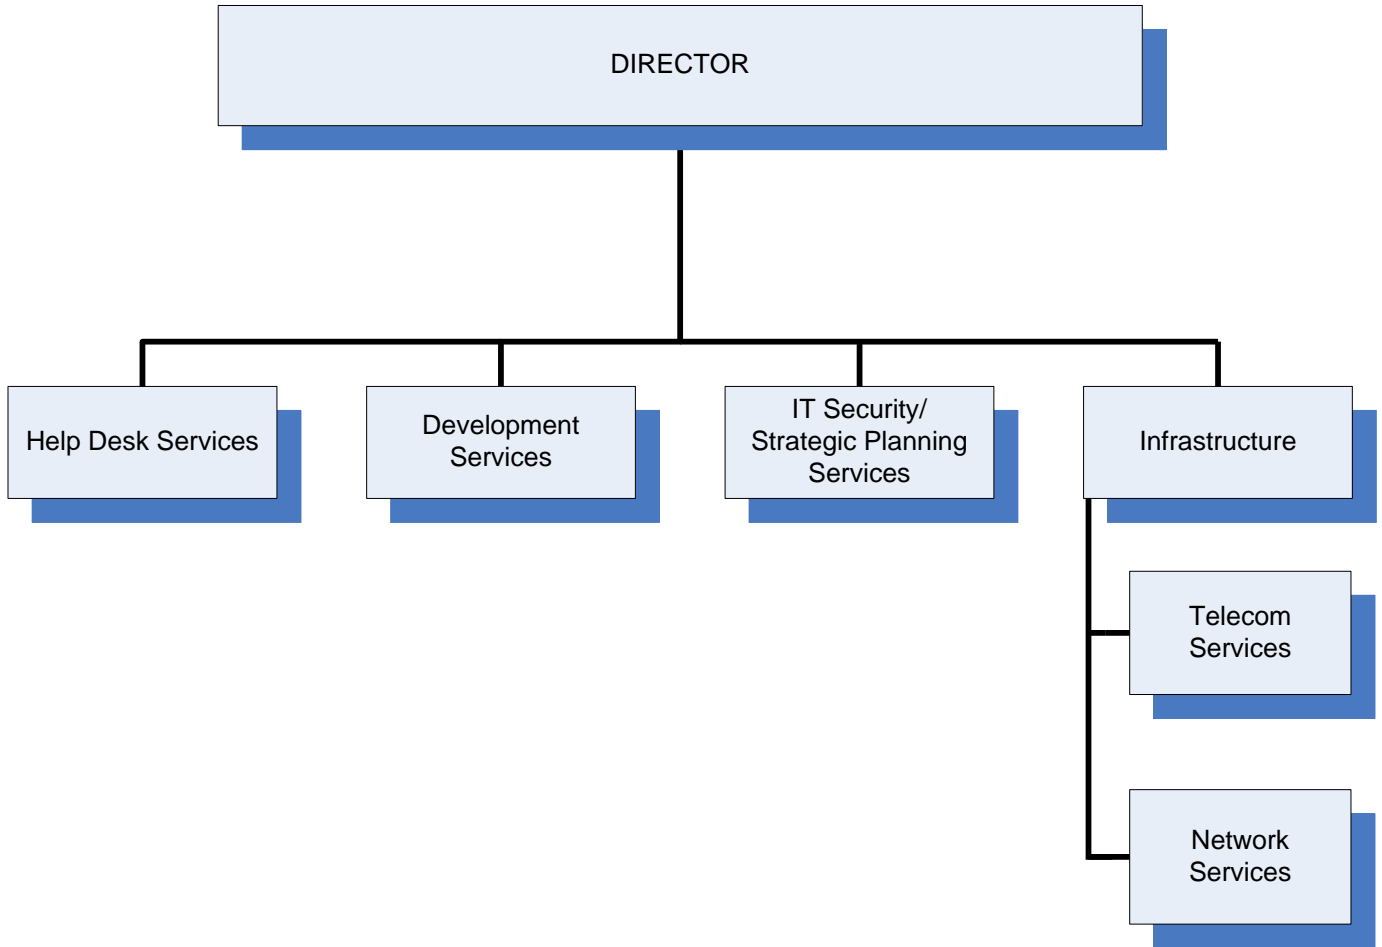 DIRECTOR
Help Desk Services
Development
Services
IT Security/
Strategic Planning
Services
Infrastructure
Telecom
Services
Network
Services